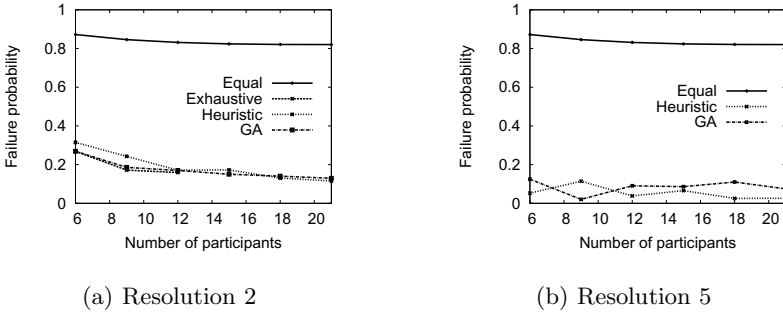 1
0.8
0.6
0.4
0.2
0
Failure probability
Equal
Exhaustive
Heuristic
GA
6 8 10 12 14 16 18 20
Number of participants
(a) Resolution 2
1
0.8
0.6
0.4
0.2
0
Failure probability
Equal
Heuristic
GA
6 8 10 12 14 16 18 20
Number of participants
(b) Resolution 5